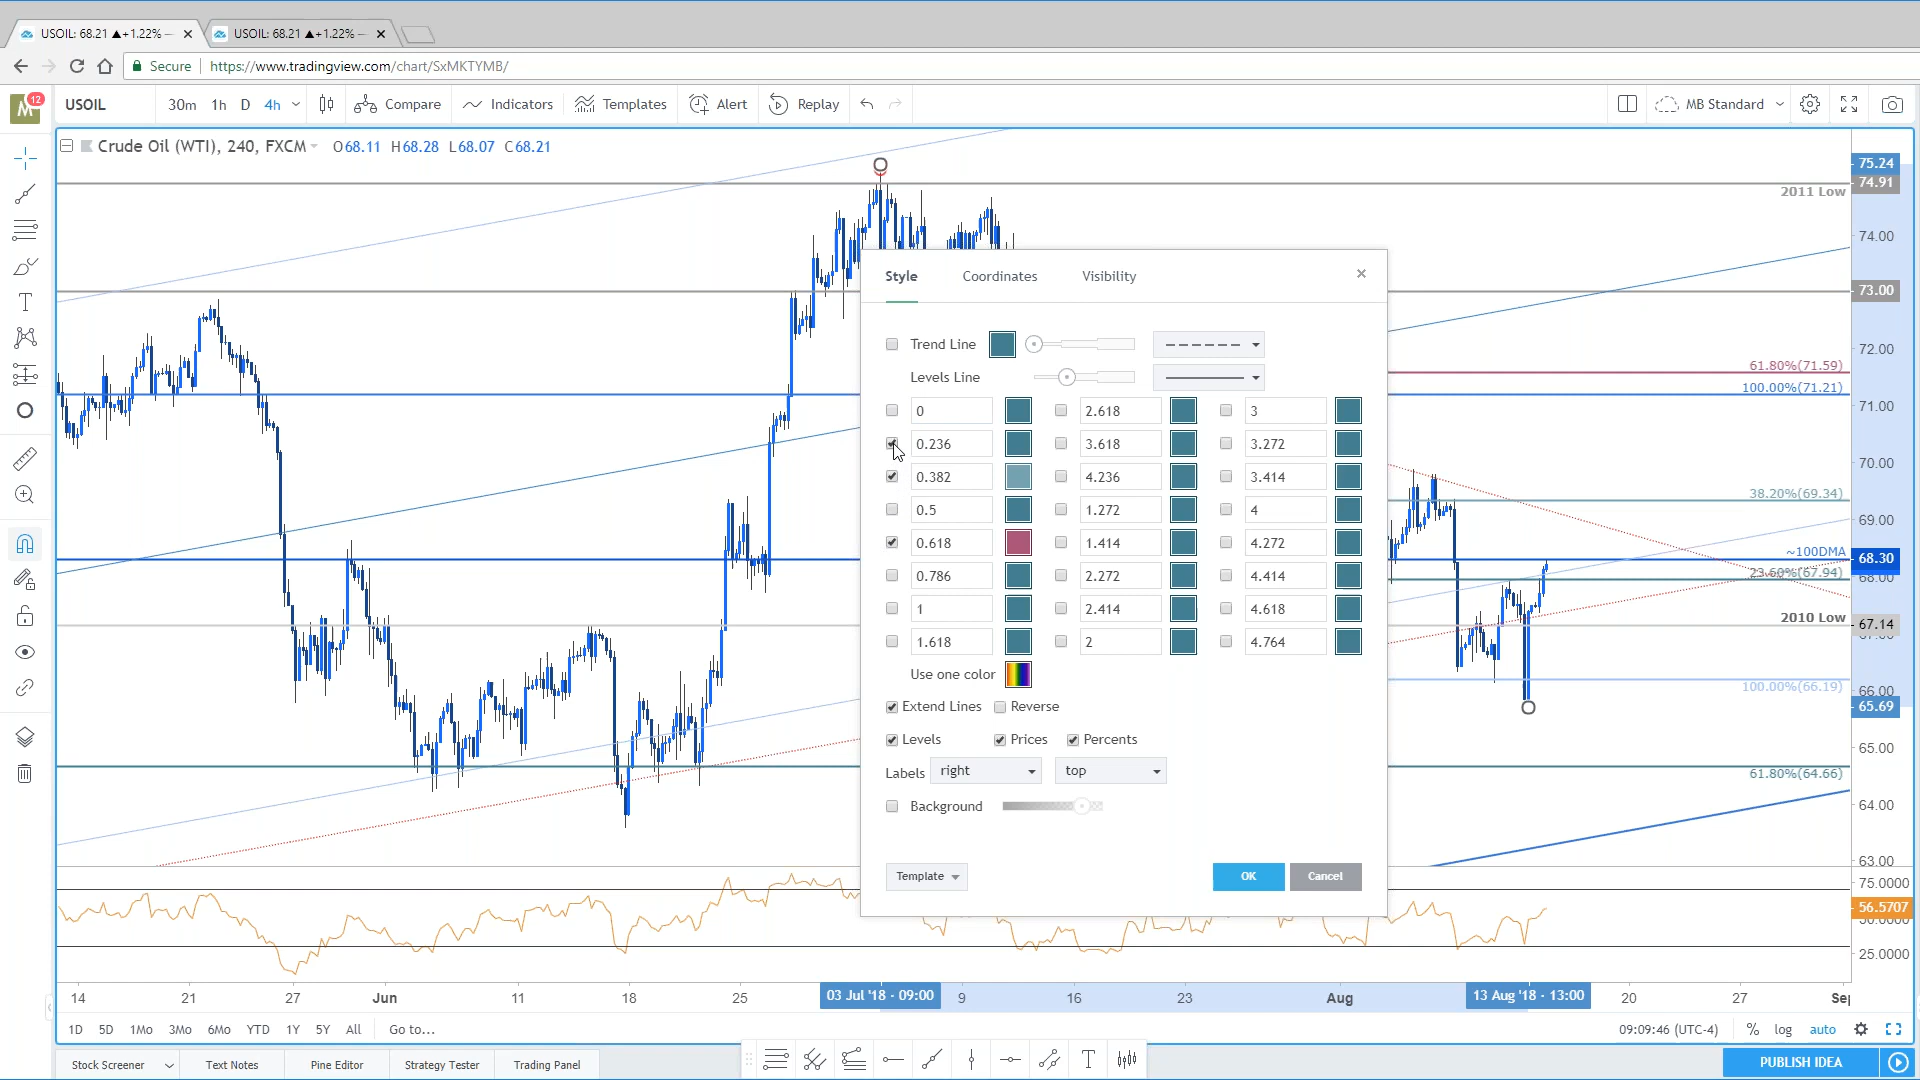 USOIL: 68.21 ▲+1.22% —
USOIL: 68.21 ▲+1.22% —
Secure https://www.tradingview.com/chart/SxMKTYMB/
M 12 USOIL 30m 1h D 4h Compare Indicators Templates Alert Replay MB Standard
Crude Oil (WTI), 240, FXCM O68.11 H68.28 L68.07 C68.21
75.24
74.91
2011 Low
74.00
73.00
72.00
61.80%(71.59)
100.00%(71.21)
71.00
70.00
38.20%(69.34)
69.00
~100DMA
68.30
23.60%(67.94)
68.00
2010 Low
67.14
100.00%(66.19)
66.00
65.69
65.00
61.80%(64.66)
64.00
63.00
75.0000
56.5707
25.0000
Style Coordinates Visibility
Trend Line
Levels Line
0 2.618 3
0.236 3.618 3.272
0.382 4.236 3.414
0.5 1.272 4
0.618 1.414 4.272
0.786 2.272 4.414
1 2.414 4.618
1.618 2 4.764
Use one color
Extend Lines Reverse
Levels Prices Percents
Labels right top
Background
Template OK Cancel
14 21 27 Jun 11 18 25 03 Jul '18 - 09:00 9 16 23 Aug 13 Aug '18 - 13:00 20 27 Sep
1D 5D 1Mo 3Mo 6Mo YTD 1Y 5Y All Go to... 09:09:46 (UTC-4) % log auto
Stock Screener Text Notes Pine Editor Strategy Tester Trading Panel T PUBLISH IDEA